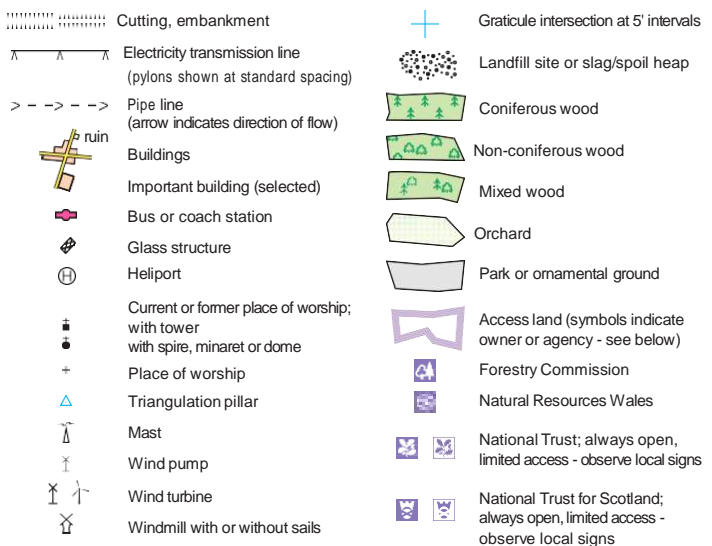 Cutting, embankment
Electricity transmission line
(pylons shown at standard spacing)
Pipe line
(arrow indicates direction of flow)
ruin
Buildings
Important building (selected)
Bus or coach station
Glass structure
H
Heliport
Current or former place of worship;
with tower
with spire, minaret or dome
Place of worship
Triangulation pillar
Mast
Wind pump
Wind turbine
Windmill with or without sails
Graticule intersection at 5' intervals
Landfill site or slag/spoil heap
Coniferous wood
Non-coniferous wood
Mixed wood
Orchard
Park or ornamental ground
Access land (symbols indicate
owner or agency - see below)
Forestry Commission
Natural Resources Wales
National Trust; always open,
limited access - observe local signs
National Trust for Scotland;
always open, limited access -
observe local signs